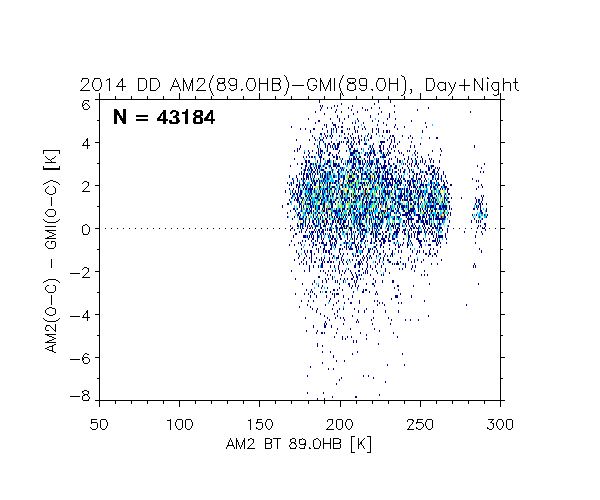 2014 DD AM2(89.0HB)−GMI(89.0H), Day+Night
N = 43184
6
4
2
0
−2
−4
−6
−8
AM2(O−C) − GMI(O−C) [K]
50 100 150 200 250 300
AM2 BT 89.0HB [K]